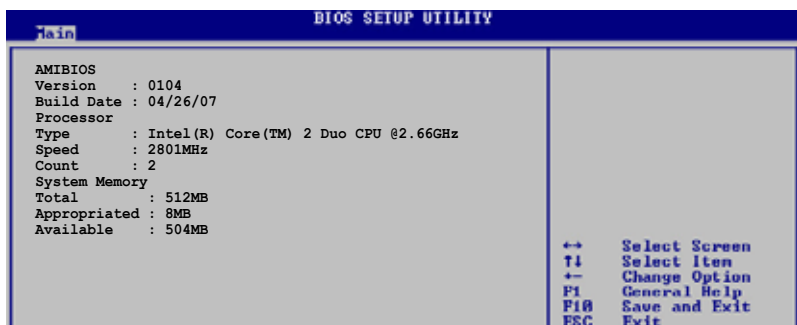 BIOS SETUP UTILITY
Main
AMIBIOS
Version : 0104
Build Date : 04/26/07
Processor
Type : Intel(R) Core(TM) 2 Duo CPU @2.66GHz
Speed : 2801MHz
Count : 2
System Memory
Total : 512MB
Appropriated : 8MB
Available : 504MB
←→ Select Screen
↑↓ Select Item
+- Change Option
F1 General Help
F10 Save and Exit
ESC Exit